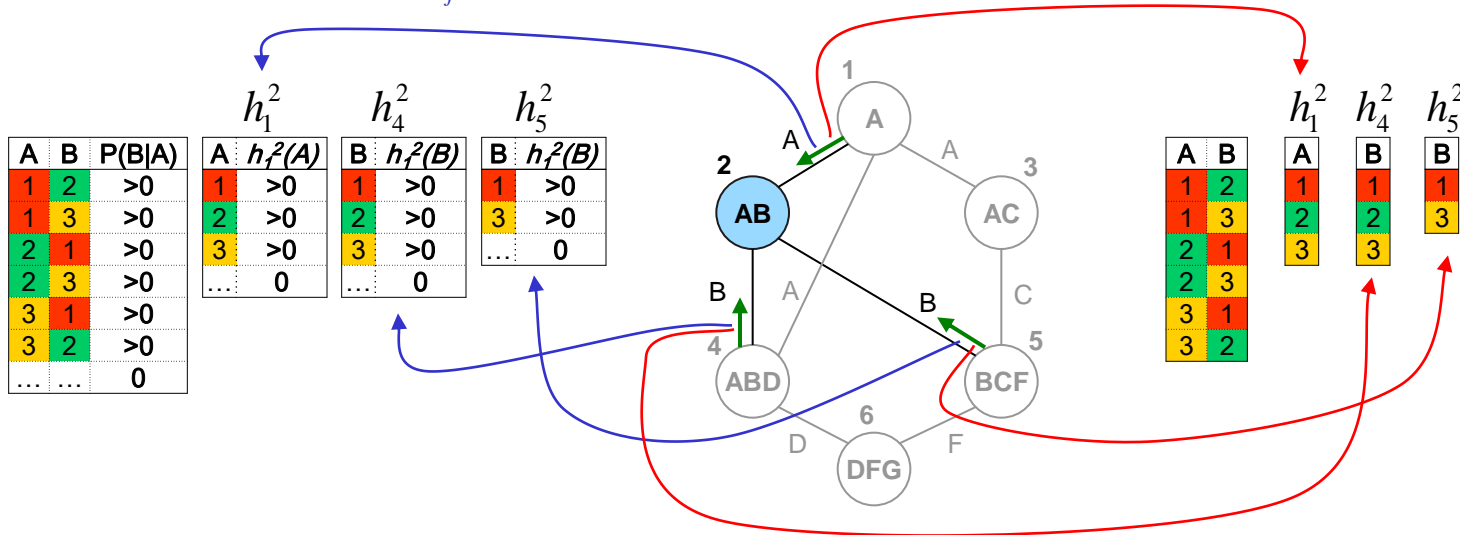 f
h_1^2
h_4^2
h_5^2
A B P(B|A)
1 2 >0
1 3 >0
2 1 >0
2 3 >0
3 1 >0
3 2 >0
… … 0
A h_1^2(A)
1 >0
2 >0
3 >0
… 0
B h_1^2(B)
1 >0
2 >0
3 >0
… 0
B h_1^2(B)
1 >0
3 >0
… 0
1
A
A
A
2
AB
3
AC
B
A
B
C
4
ABD
5
BCF
6
D
F
DFG
h_1^2
h_4^2
h_5^2
A B
1 2
1 3
2 1
2 3
3 1
3 2
A
1
2
3
B
1
2
3
B
1
3